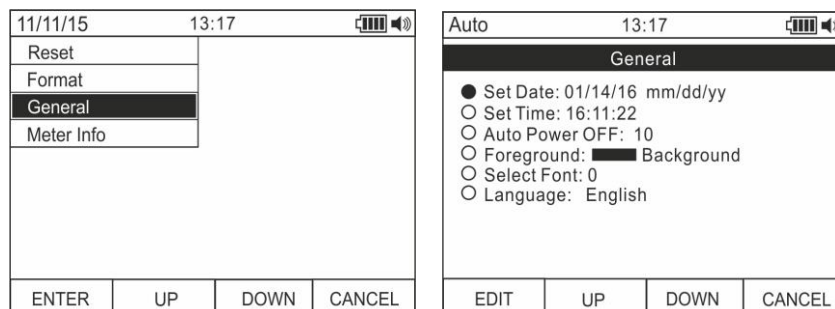 11/11/15 13:17
Reset
Format
General
Meter Info
ENTER UP DOWN CANCEL
Auto 13:17
General
Set Date: 01/14/16 mm/dd/yy
Set Time: 16:11:22
Auto Power OFF: 10
Foreground: Background
Select Font: 0
Language: English
EDIT UP DOWN CANCEL